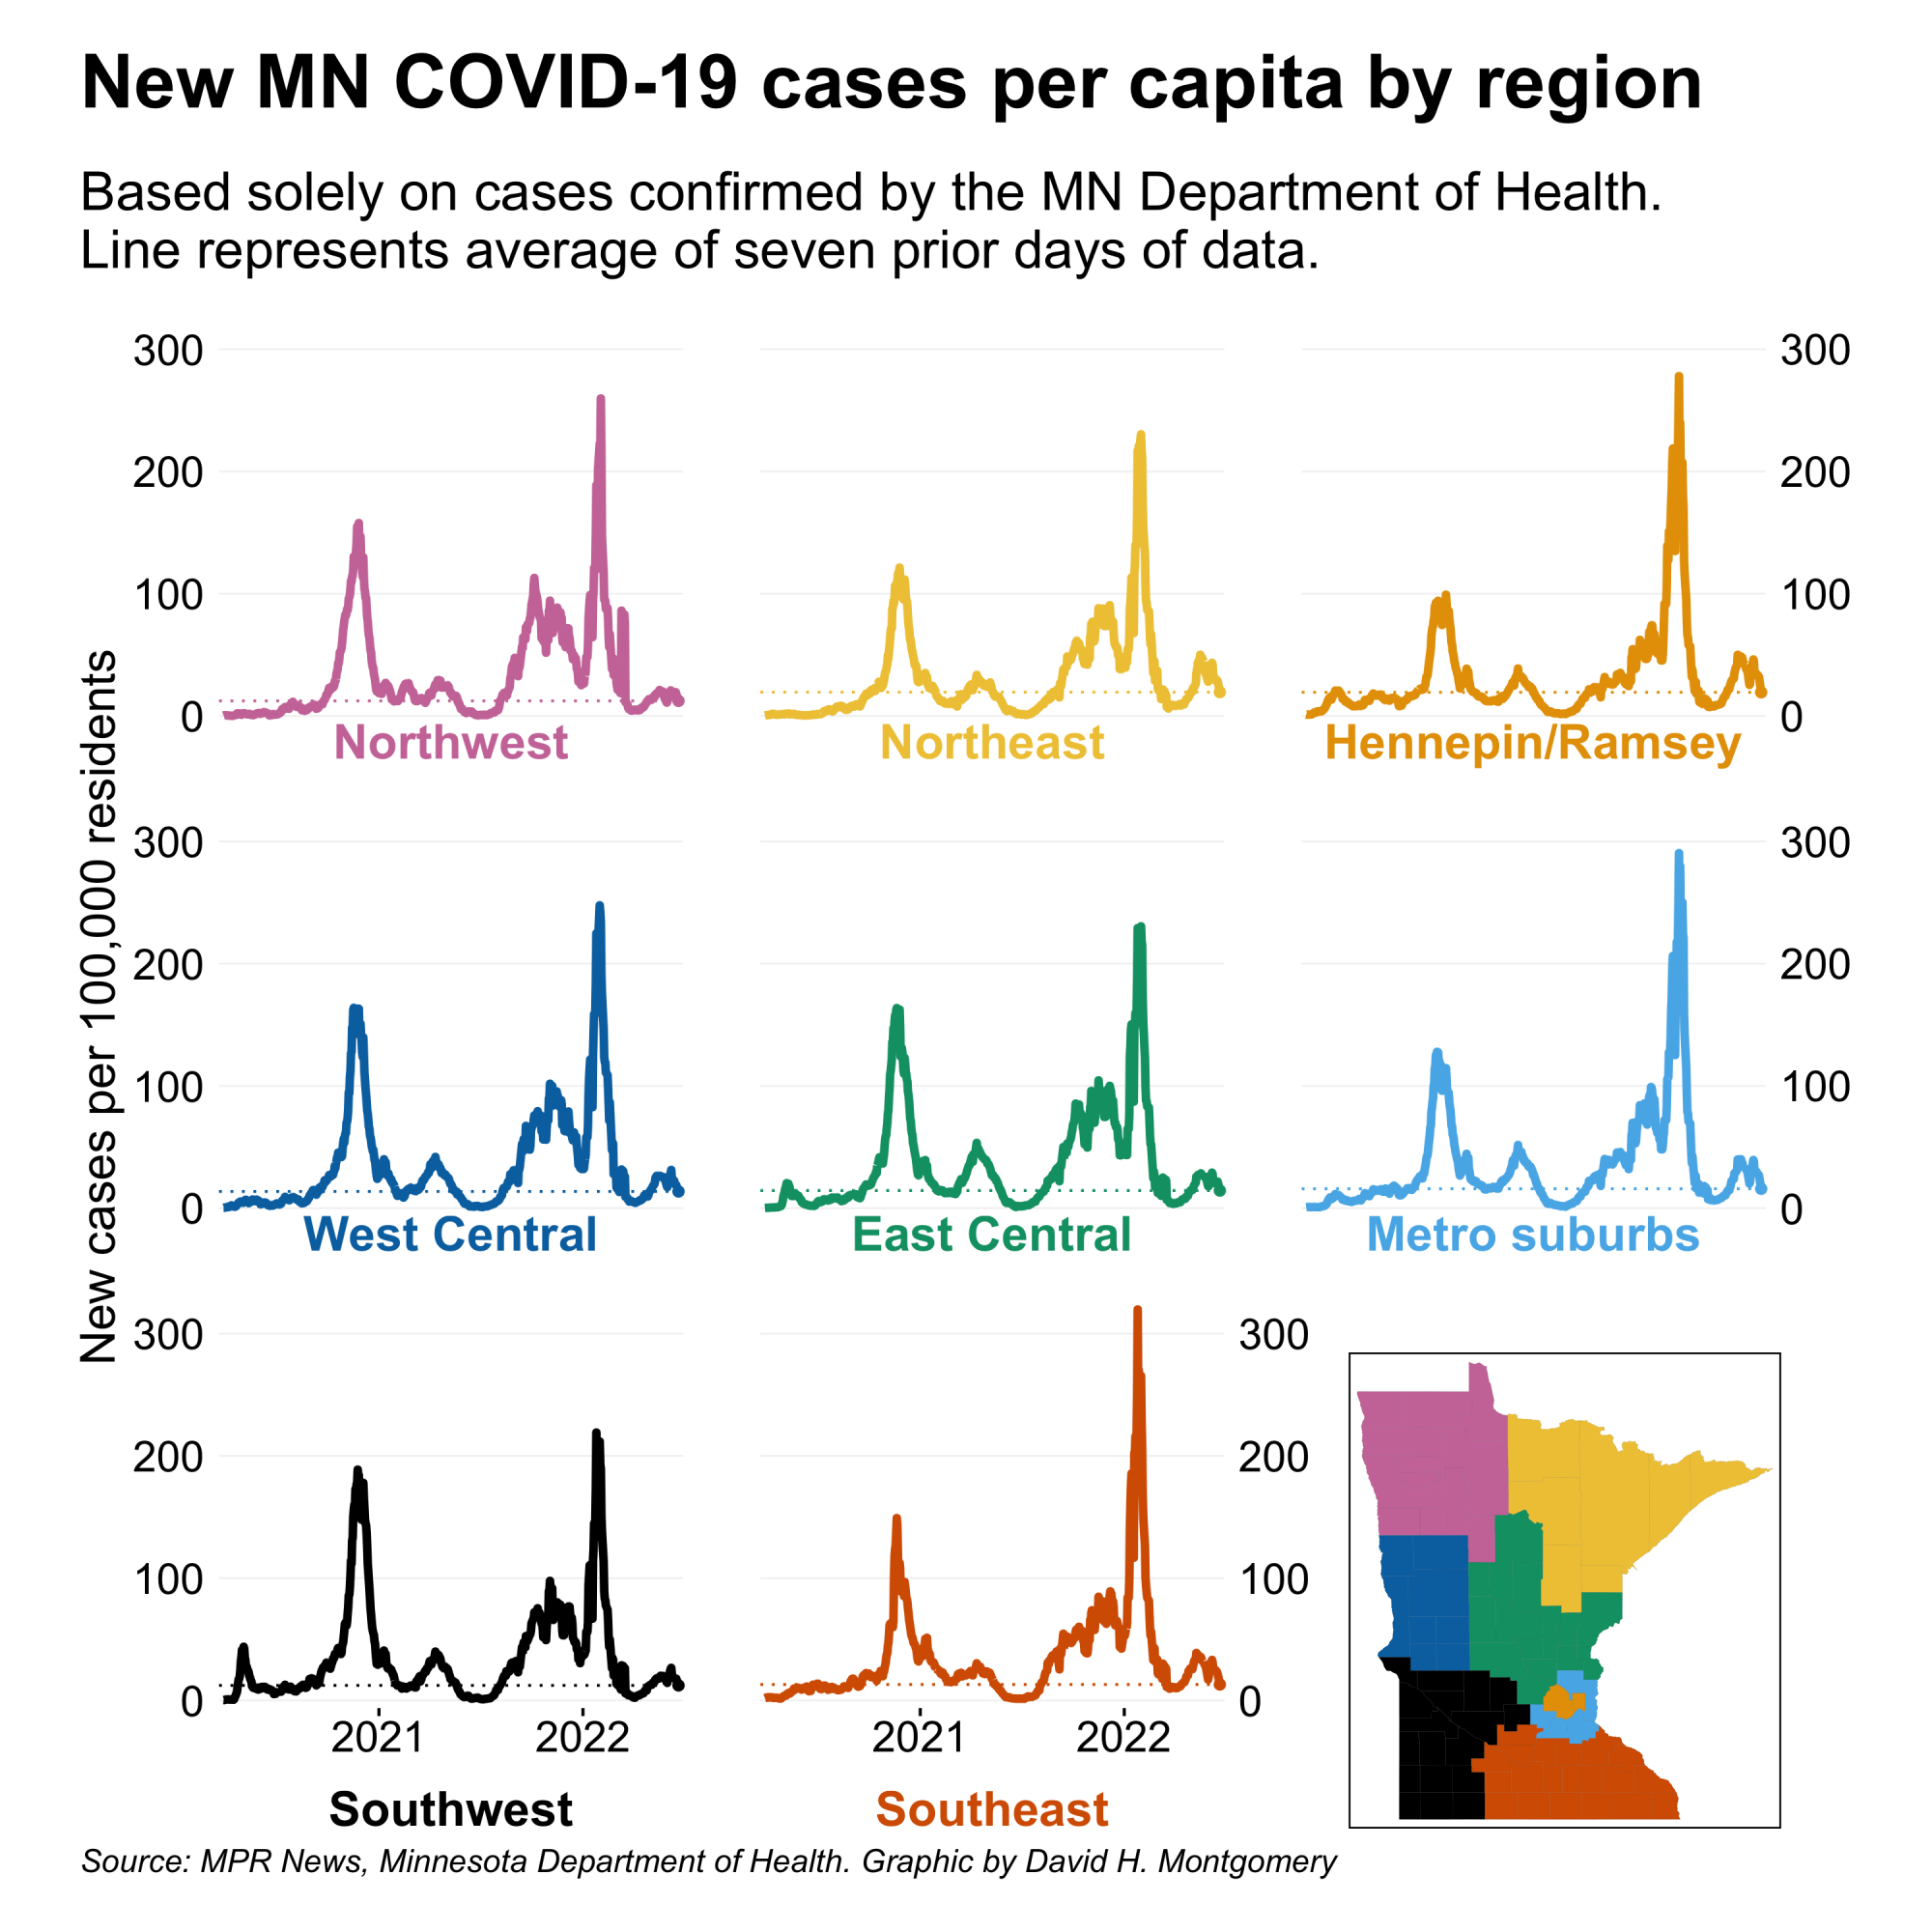 New MN COVID-19 cases per capita by region
Based solely on cases confirmed by the MN Department of Health.
Line represents average of seven prior days of data.
New cases per 100,000 residents
300
200
100
0
Northwest
Northeast
300
200
100
0
Hennepin/Ramsey
300
200
100
0
West Central
East Central
300
200
100
0
Metro suburbs
300
200
100
0
2021 2022
Southwest
300
200
100
0
2021 2022
Southeast
Source: MPR News, Minnesota Department of Health. Graphic by David H. Montgomery